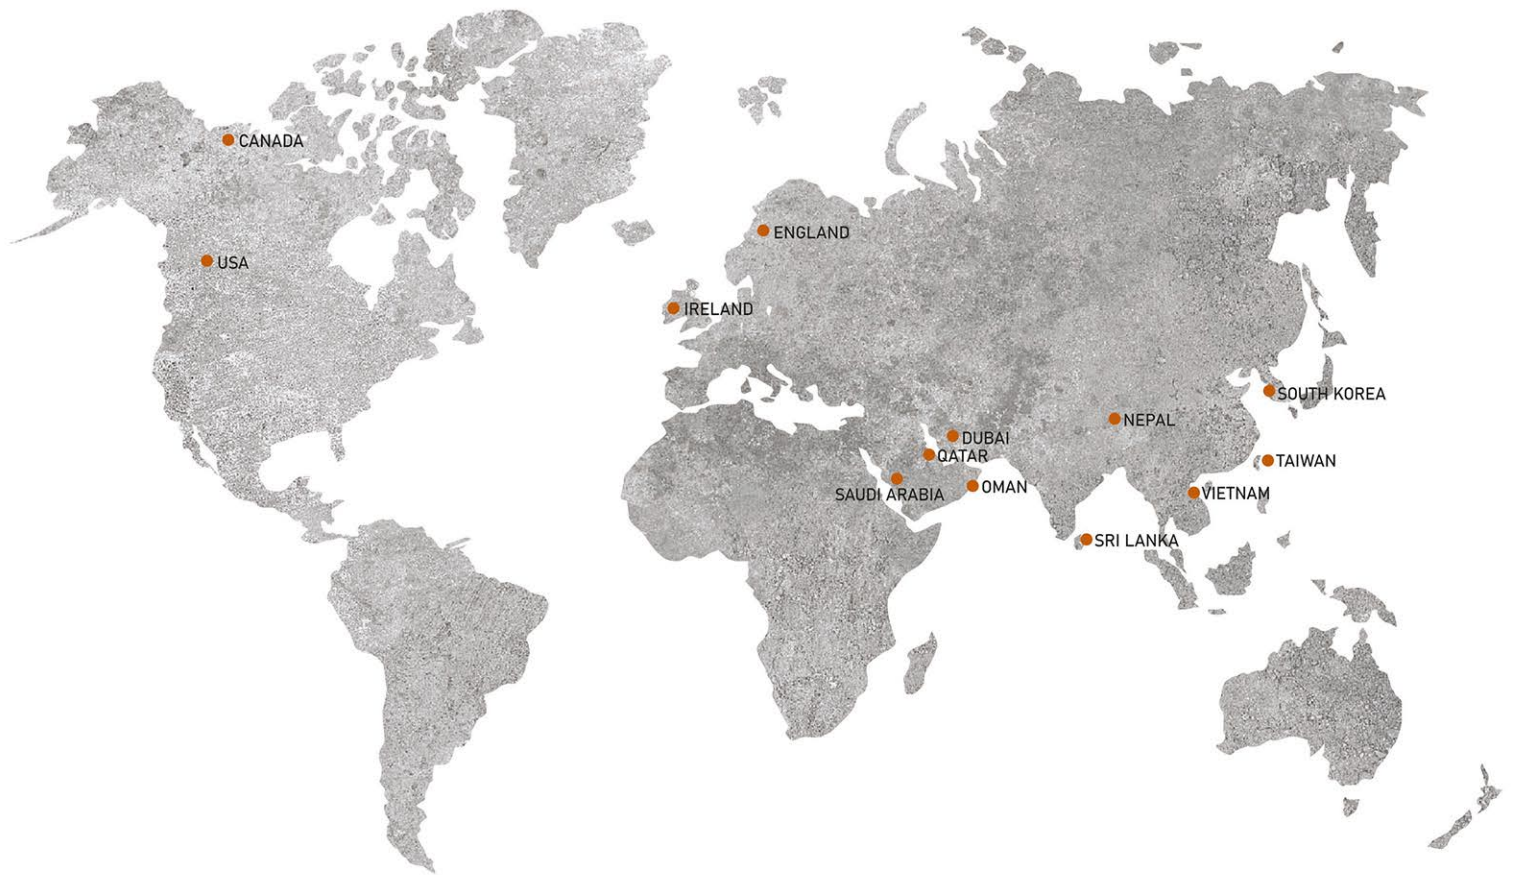 CANADA
ENGLAND
USA
IRELAND
SOUTH KOREA
NEPAL
DUBAI
QATAR
TAIWAN
OMAN
SAUDI ARABIA
VIETNAM
SRI LANKA